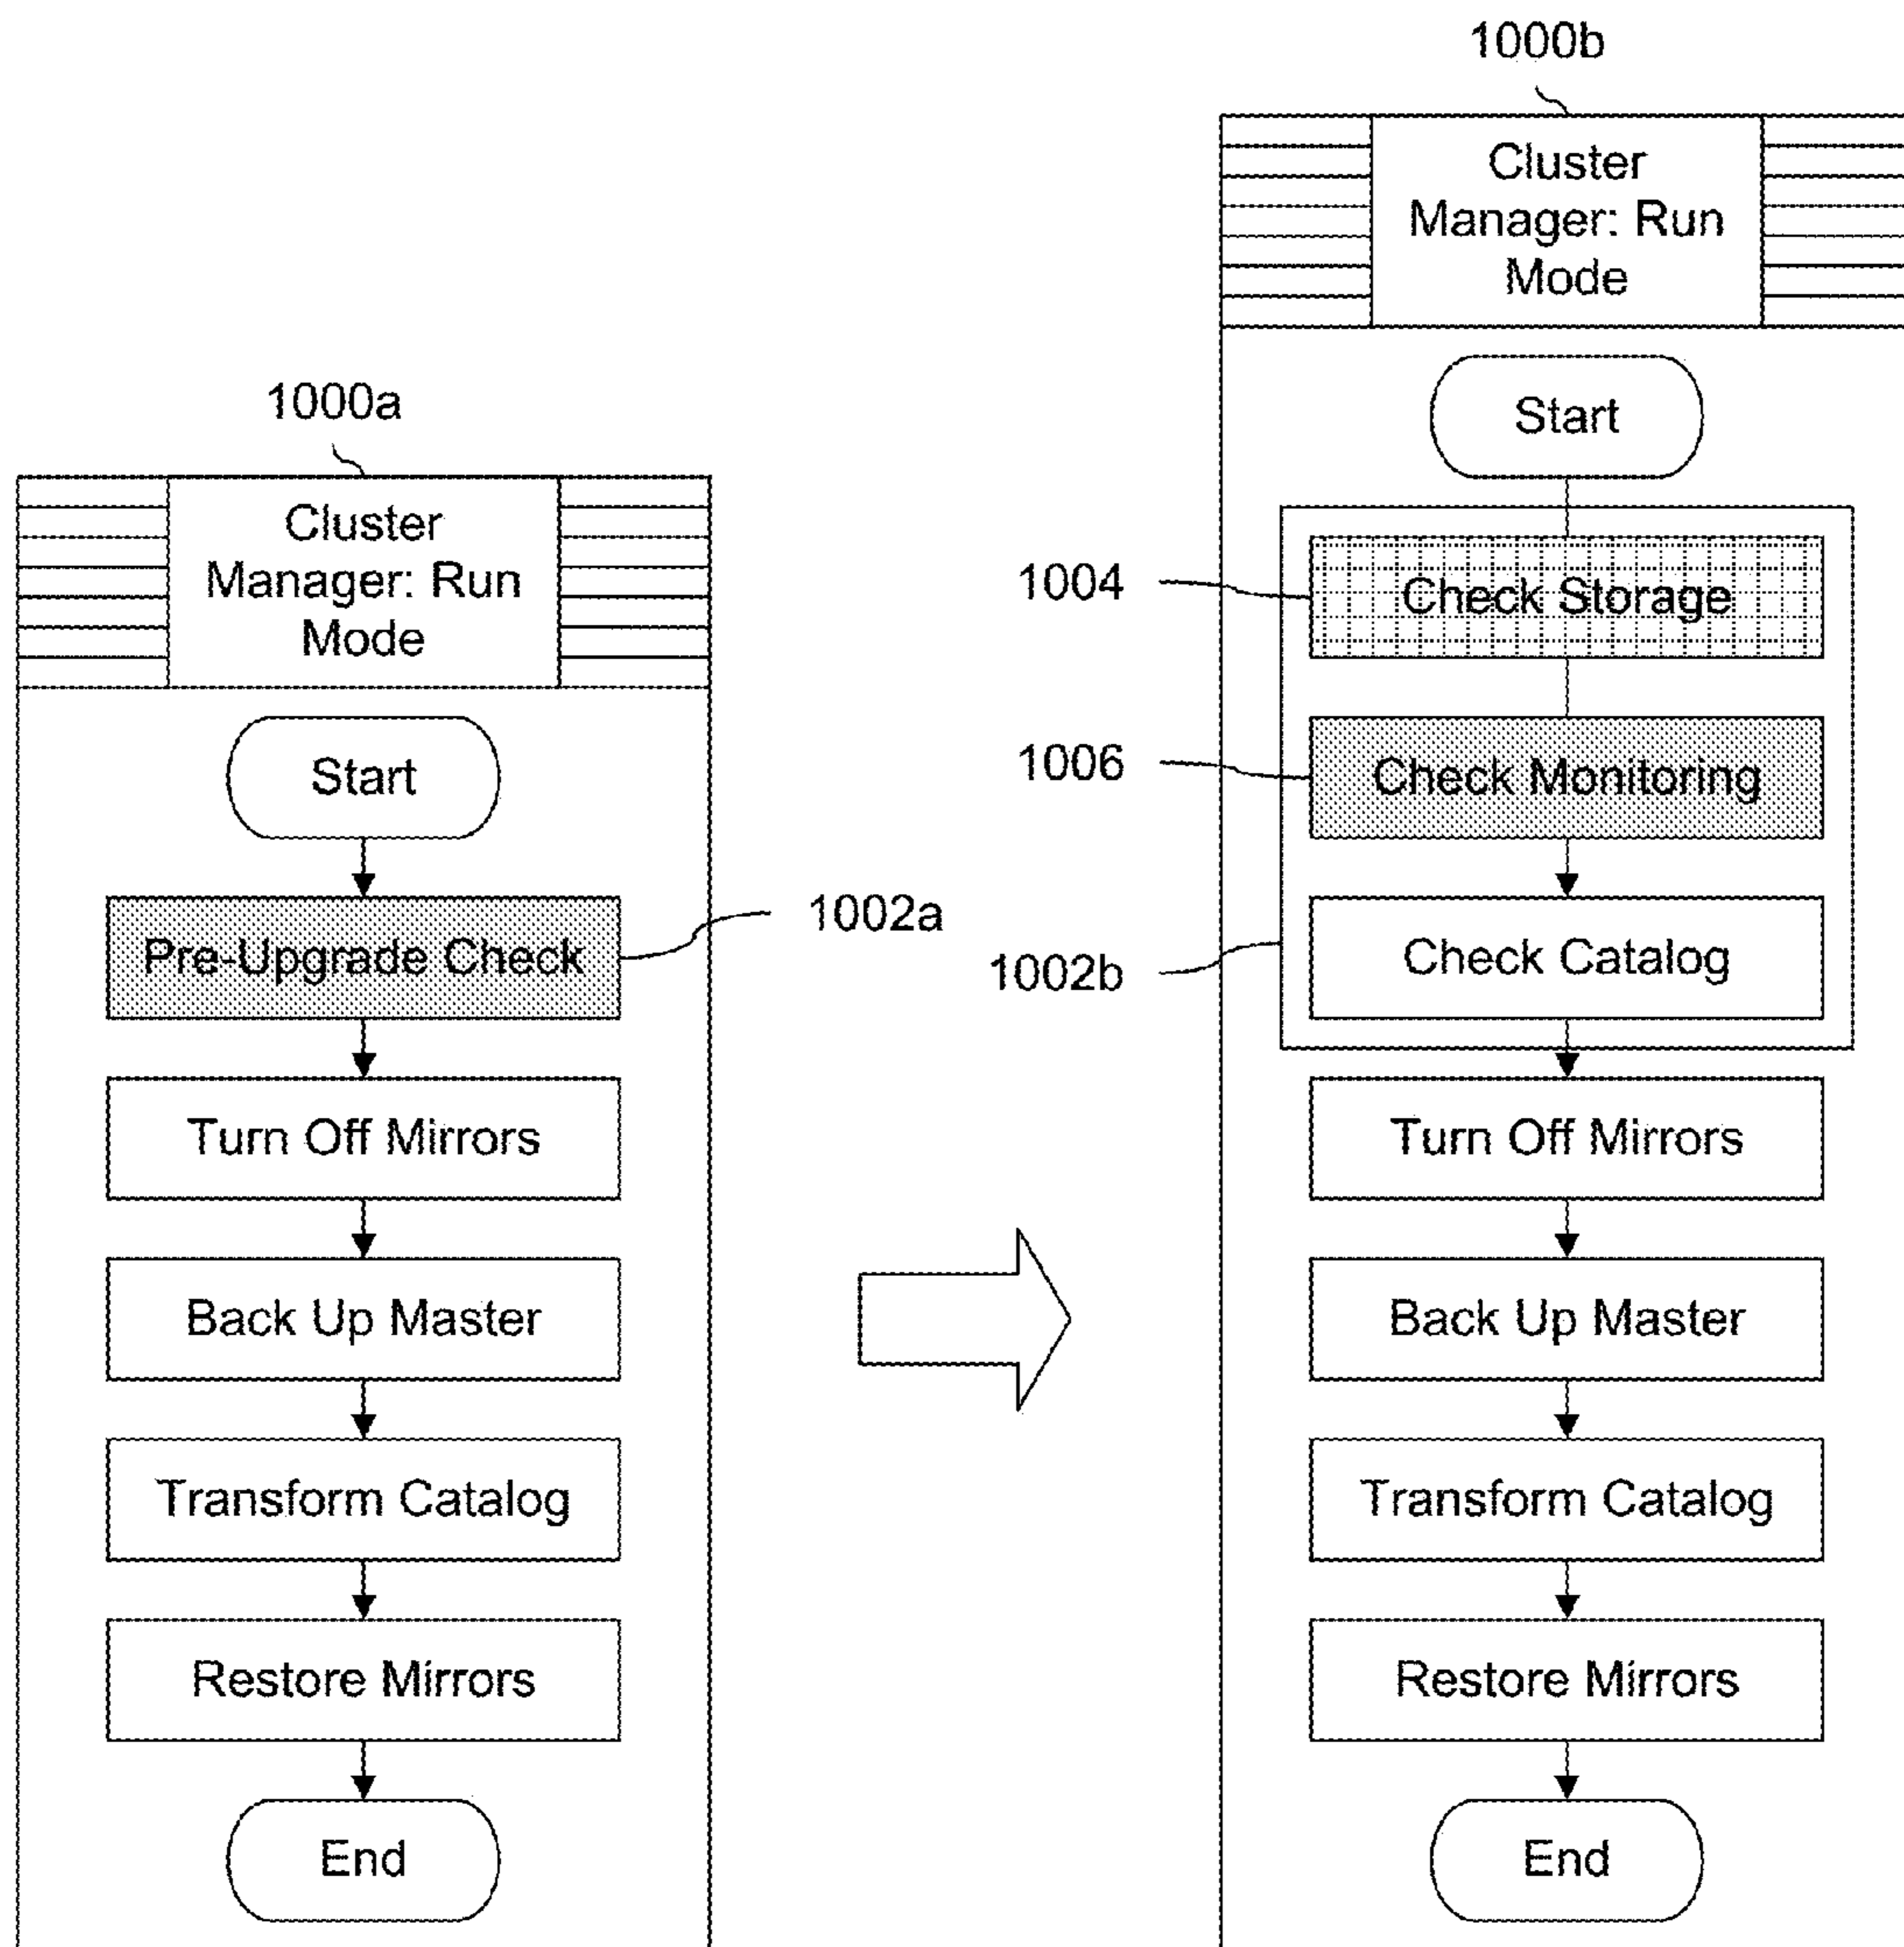 1000a
Cluster
Manager: Run
Mode
Start
Pre-Upgrade Check
1002a
Turn Off Mirrors
Back Up Master
Transform Catalog
Restore Mirrors
End
1000b
Cluster
Manager: Run
Mode
Start
1004
Check Storage
1006
Check Monitoring
1002b
Check Catalog
Turn Off Mirrors
Back Up Master
Transform Catalog
Restore Mirrors
End